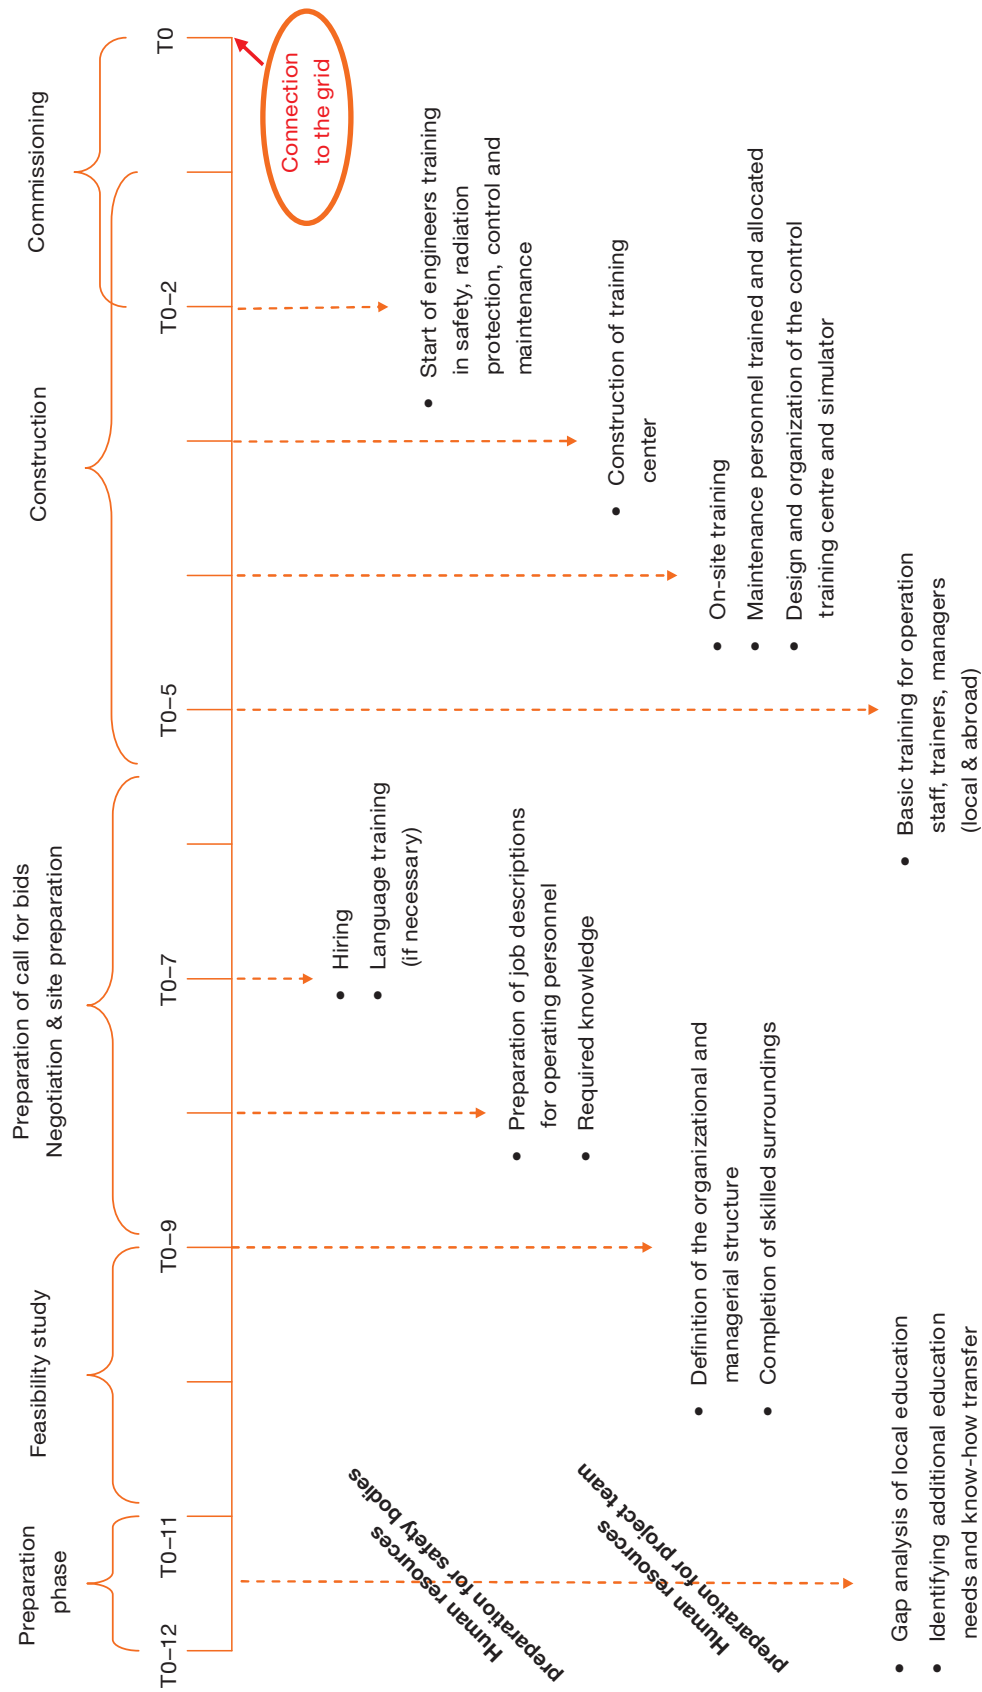 Preparation
phase
Feasibility study
Preparation of call for bids
Negotiation & site preparation
Construction
Commissioning
T0–12
T0–11
T0–9
T0–7
T0–5
T0–2
T0
Connection
to the grid
Human resources
preparation for safety bodies
Human resources
preparation for project team
• Gap analysis of local education
• Identifying additional education
needs and know-how transfer
• Definition of the organizational and
managerial structure
• Completion of skilled surroundings
• Preparation of job descriptions
for operating personnel
• Required knowledge
• Hiring
• Language training
(if necessary)
• Basic training for operation
staff, trainers, managers
(local & abroad)
• On-site training
• Maintenance personnel trained and allocated
• Design and organization of the control
training centre and simulator
• Construction of training
center
• Start of engineers training
in safety, radiation
protection, control and
maintenance